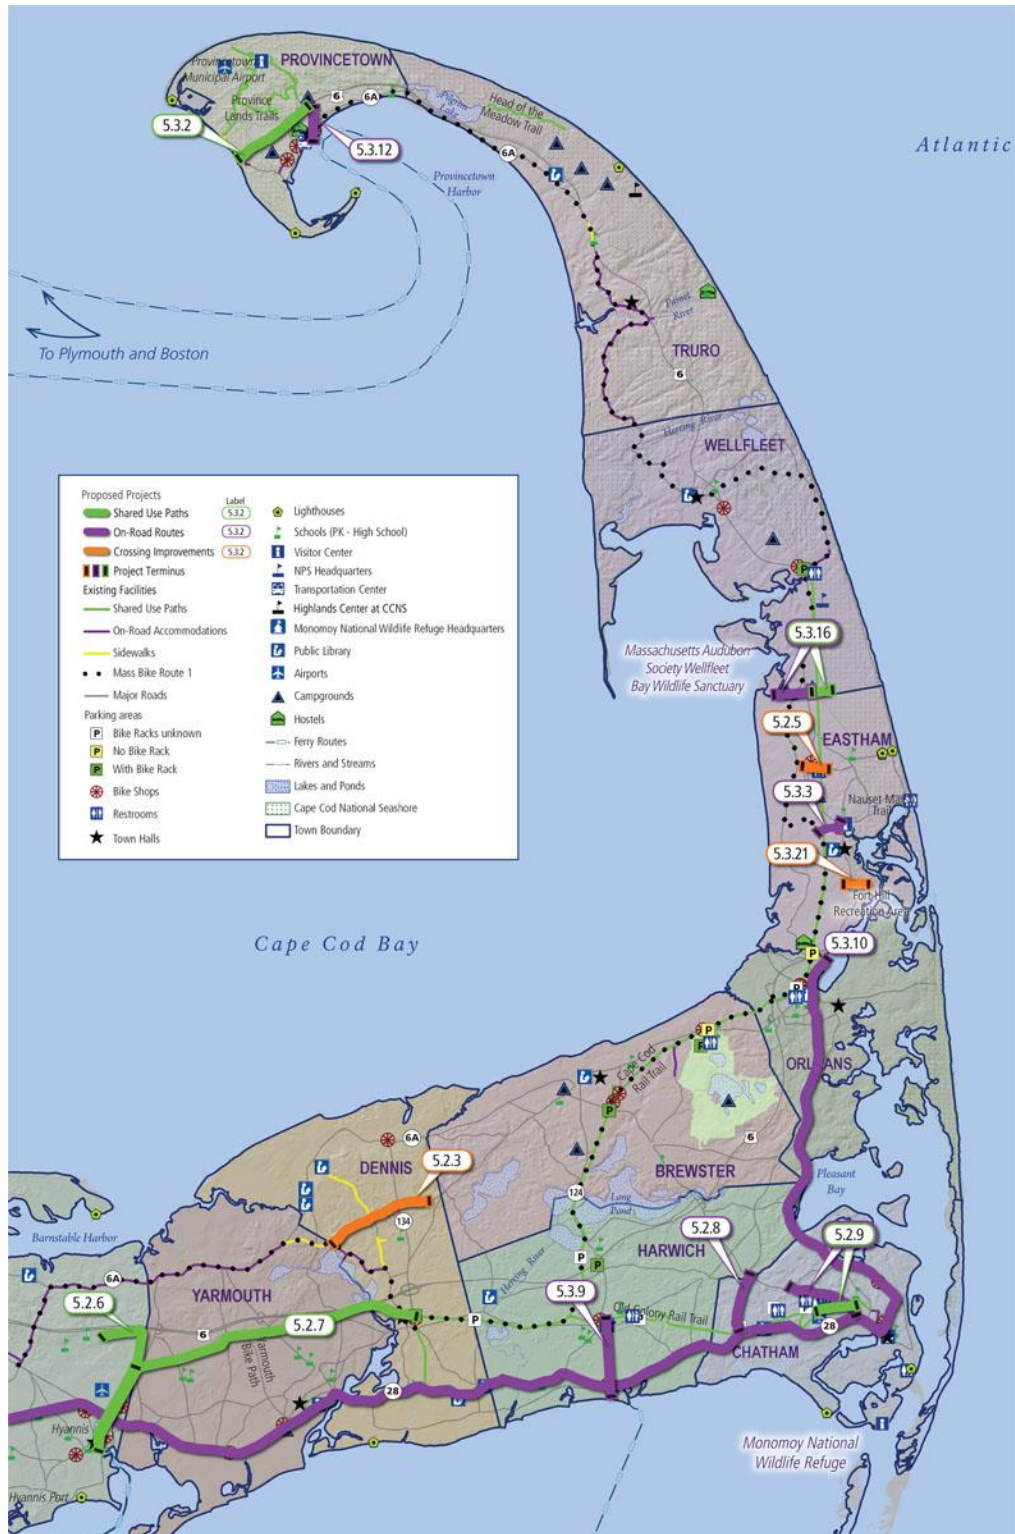 PROVINCETOWN
Provincetown
Municipal Airport
Province
Lands Trails
6
6A
Pilgrim
Lake
Head of the
Meadow Trail
5.3.2
5.3.12
6A
Atlantic
Provincetown
Harbor
To Plymouth and Boston
Pamet
River
TRURO
6
Herring River
WELLFLEET
Proposed Projects
Label
Shared Use Paths
5.3.2
On-Road Routes
5.3.2
Crossing Improvements
5.3.2
Project Terminus
Existing Facilities
Shared Use Paths
On-Road Accommodations
Sidewalks
Mass Bike Route 1
Major Roads
Parking areas
P
Bike Racks unknown
P
No Bike Rack
P
With Bike Rack
Bike Shops
Restrooms
Town Halls
Lighthouses
Schools (PK - High School)
Visitor Center
NPS Headquarters
Transportation Center
Highlands Center at CCNS
Monomoy National Wildlife Refuge Headquarters
Public Library
Airports
Campgrounds
Hostels
Ferry Routes
Rivers and Streams
Lakes and Ponds
Cape Cod National Seashore
Town Boundary
P
5.3.16
Massachusetts Audubon
Society Wellfleet
Bay Wildlife Sanctuary
5.2.5
EASTHAM
5.3.3
Nauset Ma
Trail
5.3.21
Fort Hill
Recreation Area
Cape Cod Bay
5.3.10
P
P
ORLEANS
P
P
Cape Cod
Rail Trail
P
6
BREWSTER
6A
DENNIS
5.2.3
134
124
Long
Pond
Pleasant
Bay
Barnstable Harbor
6A
YARMOUTH
Herring River
HARWICH
5.2.8
5.2.9
P
P
5.2.6
6
5.2.7
P
5.3.9
P
Old Colony Rail Trail
P
28
CHATHAM
Yarmouth
Bike Path
28
Hyannis
Hyannis Port
Monomoy National
Wildlife Refuge